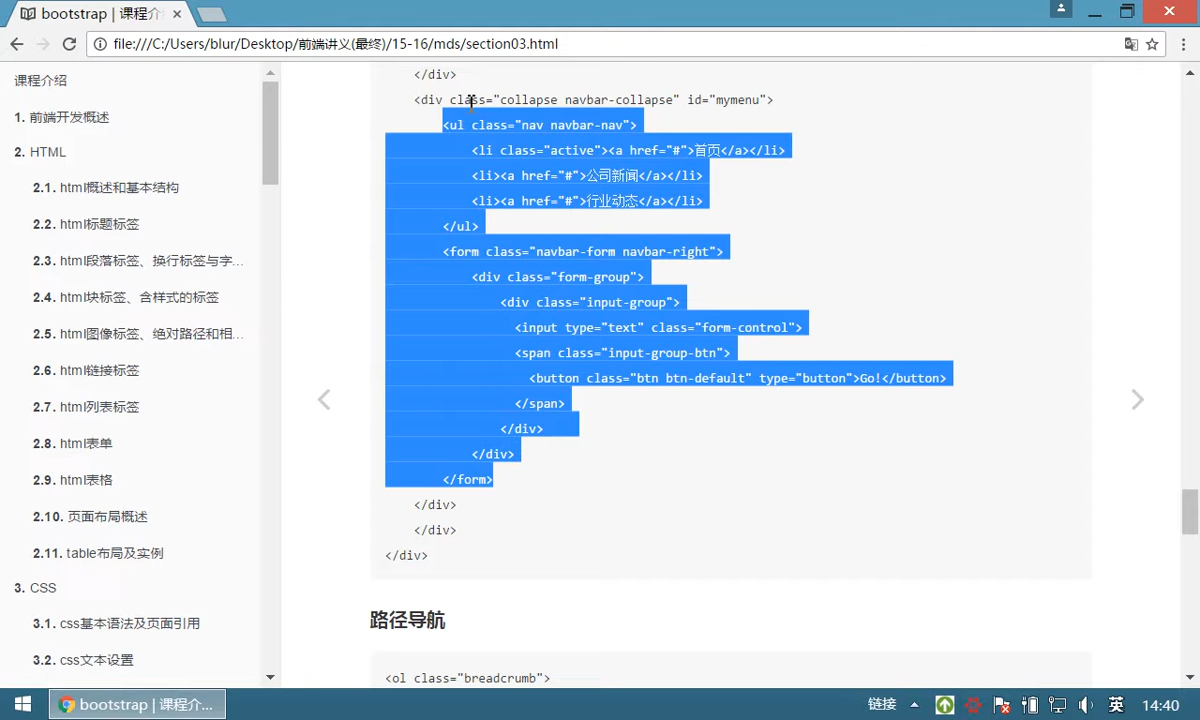 bootstrap | 课程介
file:///C:/Users/blur/Desktop/前端讲义(最终)/15-16/mds/section03.html
课程介绍
1. 前端开发概述
2. HTML
2.1. html概述和基本结构
2.2. html标题标签
2.3. html段落标签、换行标签与字...
2.4. html块标签、含样式的标签
2.5. html图像标签、绝对路径和相...
2.6. html链接标签
2.7. html列表标签
2.8. html表单
2.9. html表格
2.10. 页面布局概述
2.11. table布局及实例
3. CSS
3.1. css基本语法及页面引用
3.2. css文本设置
</div>
<div class="collapse navbar-collapse" id="mymenu">
<ul class="nav navbar-nav">
<li class="active"><a href="#">首页</a></li>
<li><a href="#">公司新闻</a></li>
<li><a href="#">行业动态</a></li>
</ul>
<form class="navbar-form navbar-right">
<div class="form-group">
<div class="input-group">
<input type="text" class="form-control">
<span class="input-group-btn">
<button class="btn btn-default" type="button">Go!</button>
</span>
</div>
</div>
</form>
</div>
</div>
</div>
路径导航
<ol class="breadcrumb">
bootstrap | 课程介...
链接
英
14:40